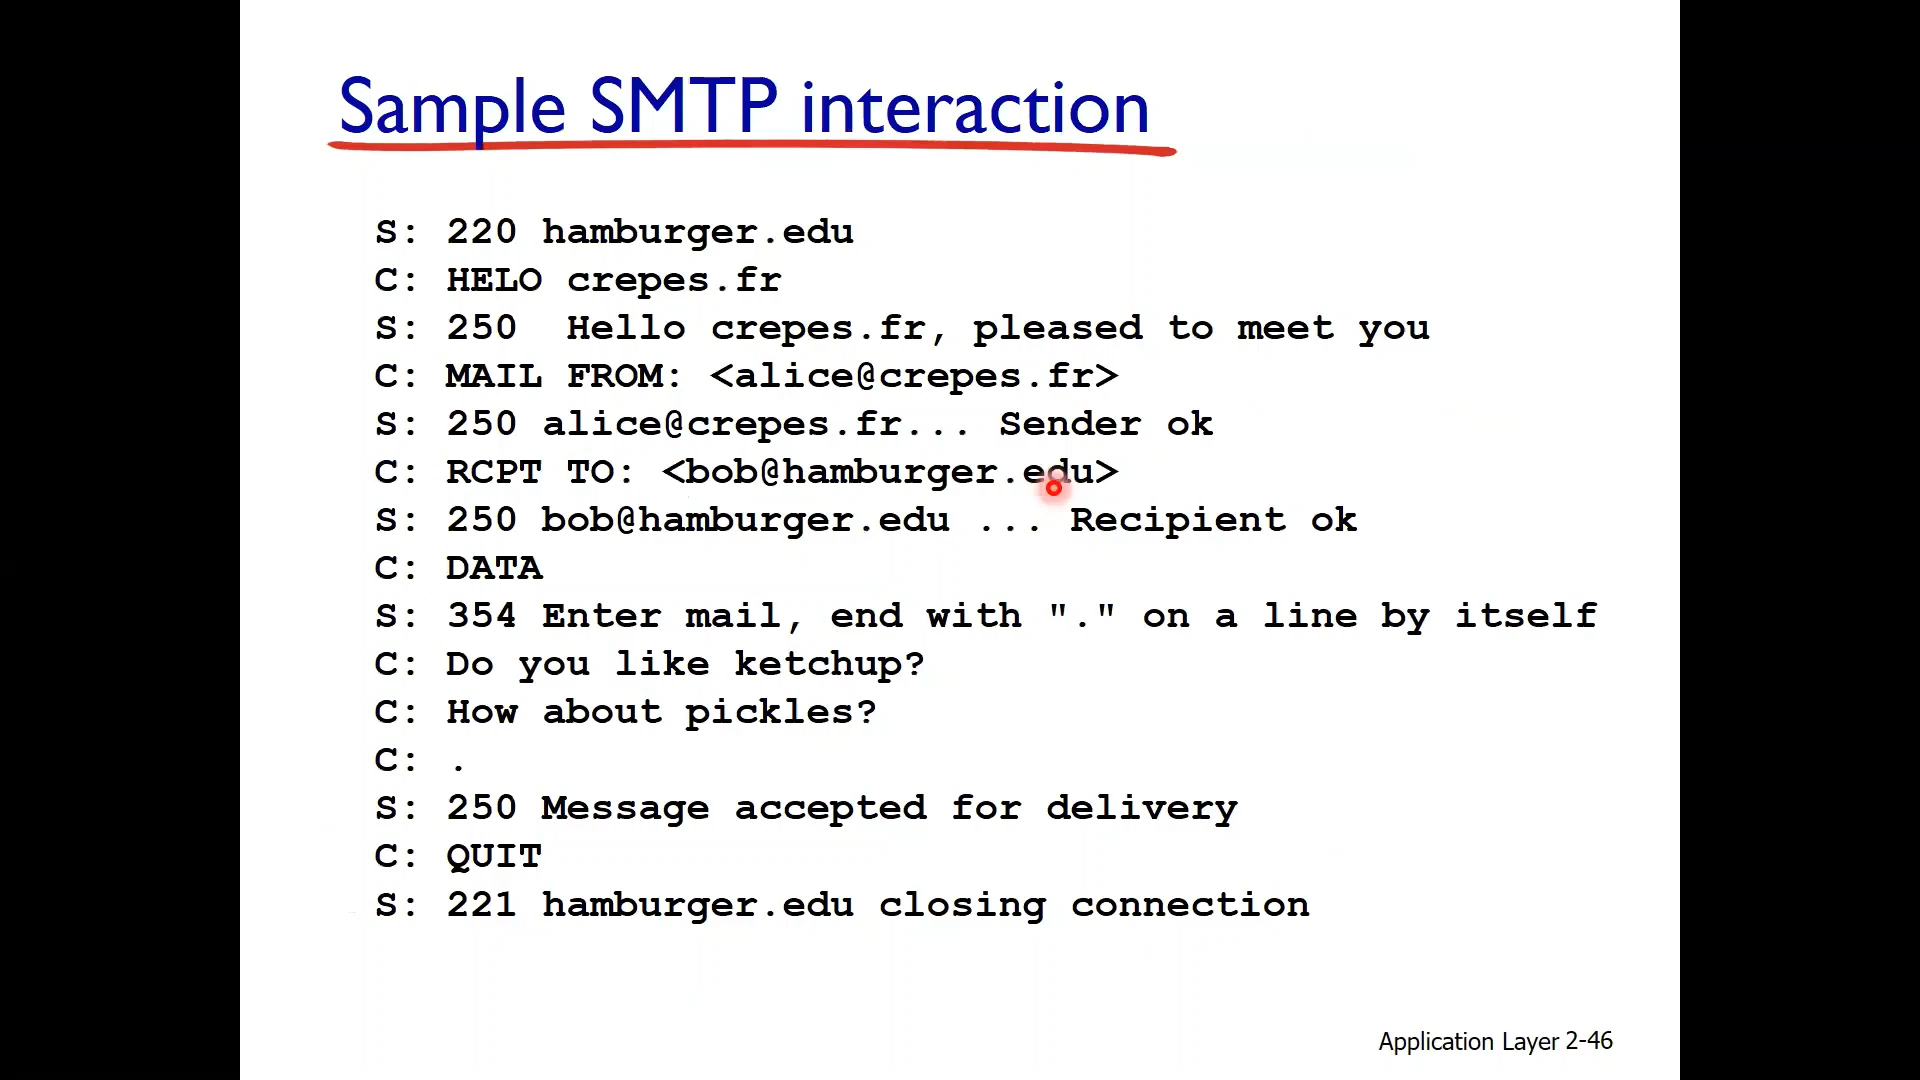 Sample SMTP interaction
S: 220 hamburger.edu
C: HELO crepes.fr
S: 250  Hello crepes.fr, pleased to meet you
C: MAIL FROM: <alice@crepes.fr>
S: 250 alice@crepes.fr... Sender ok
C: RCPT TO: <bob@hamburger.edu>
S: 250 bob@hamburger.edu ... Recipient ok
C: DATA
S: 354 Enter mail, end with "." on a line by itself
C: Do you like ketchup?
C: How about pickles?
C: .
S: 250 Message accepted for delivery
C: QUIT
S: 221 hamburger.edu closing connection
Application Layer 2-46